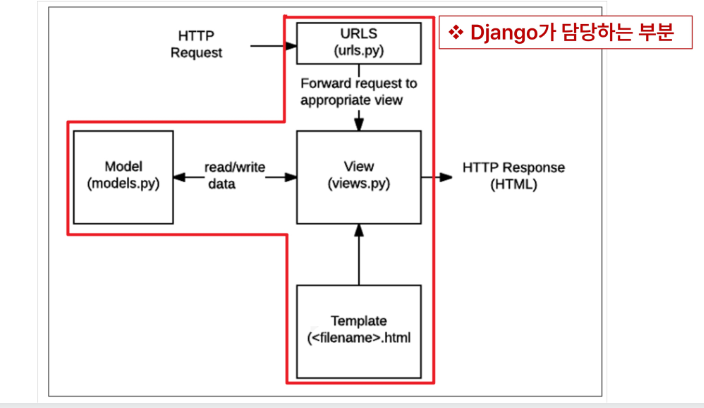 HTTP
Request
URLS
(urls.py)
❖ Django가 담당하는 부분
Forward request to
appropriate view
Model
(models.py)
read/write
data
View
(views.py)
HTTP Response
(HTML)
Template
(<filename>.html